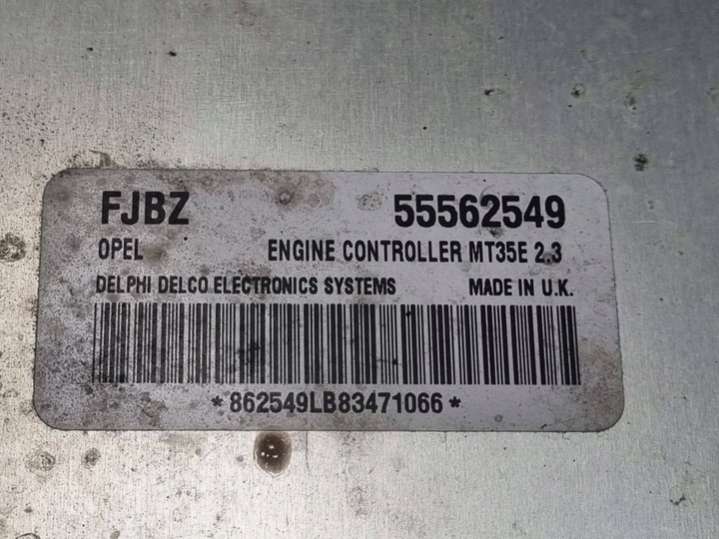 FJBZ 55562549
OPEL ENGINE CONTROLLER MT35E 2.3
DELPHI DELCO ELECTRONICS SYSTEMS MADE IN U.K.
*862549LB83471066*